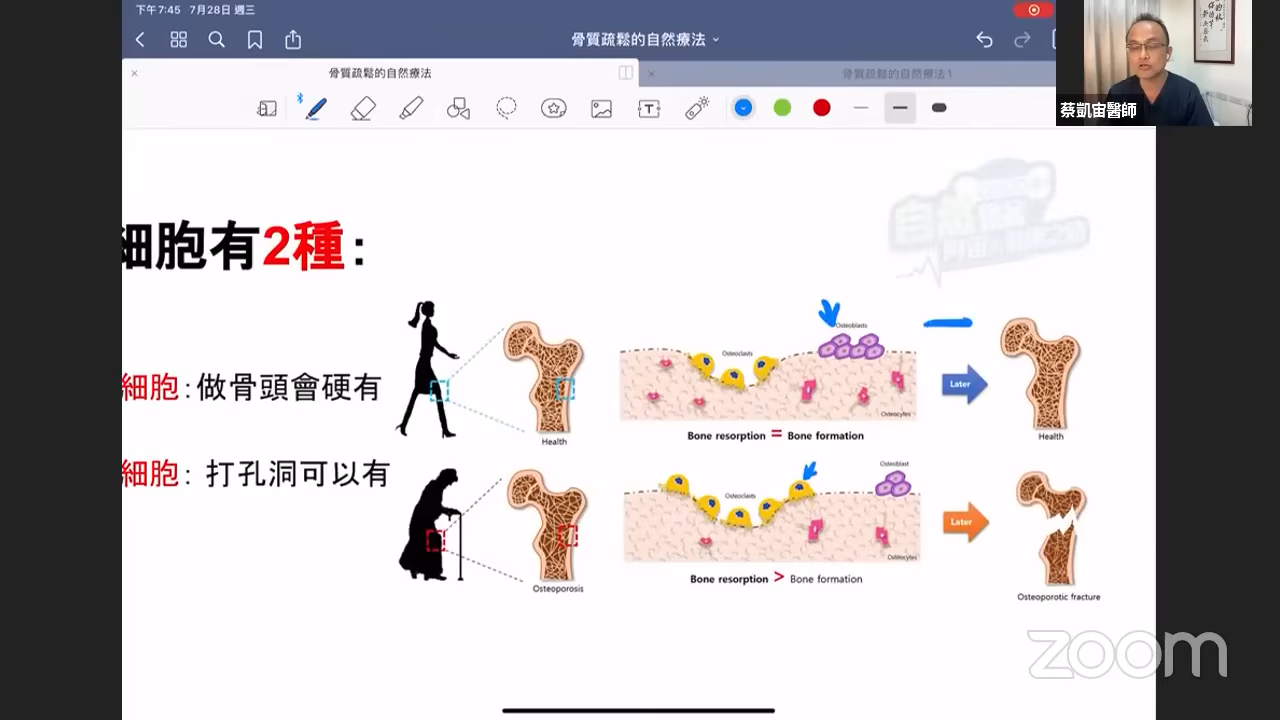 下午7:45 7月28日 週三
骨質疏鬆的自然療法
骨質疏鬆的自然療法
骨質疏鬆的自然療法1
蔡凱宙醫師
細胞有2種：
細胞：做骨頭會硬有
細胞：打孔洞可以有
Health
Osteoclasts
Osteoblasts
Osteocytes
Bone resorption = Bone formation
Later
Health
Osteoporosis
Osteoclasts
Osteoblast
Osteocytes
Bone resorption > Bone formation
Later
Osteoporotic fracture
zoom